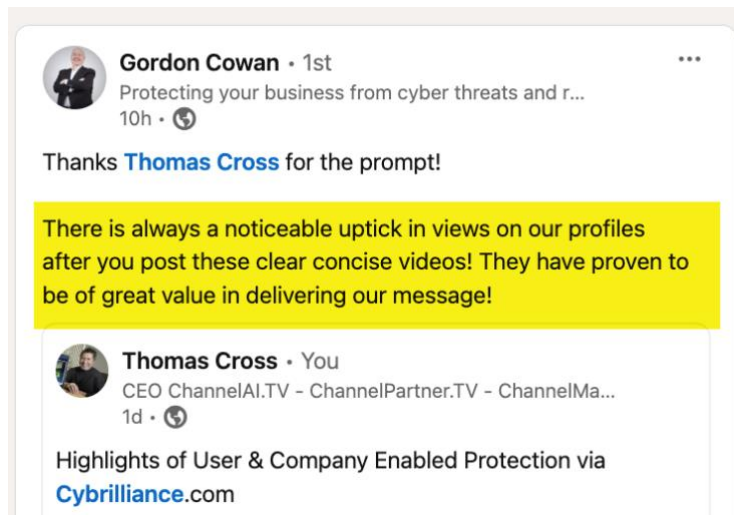 Gordon Cowan • 1st
Protecting your business from cyber threats and r...
10h •
Thanks Thomas Cross for the prompt!
There is always a noticeable uptick in views on our profiles
after you post these clear concise videos! They have proven to
be of great value in delivering our message!
Thomas Cross • You
CEO ChannelAI.TV - ChannelPartner.TV - ChannelMa...
1d •
Highlights of User & Company Enabled Protection via
Cybrilliance.com